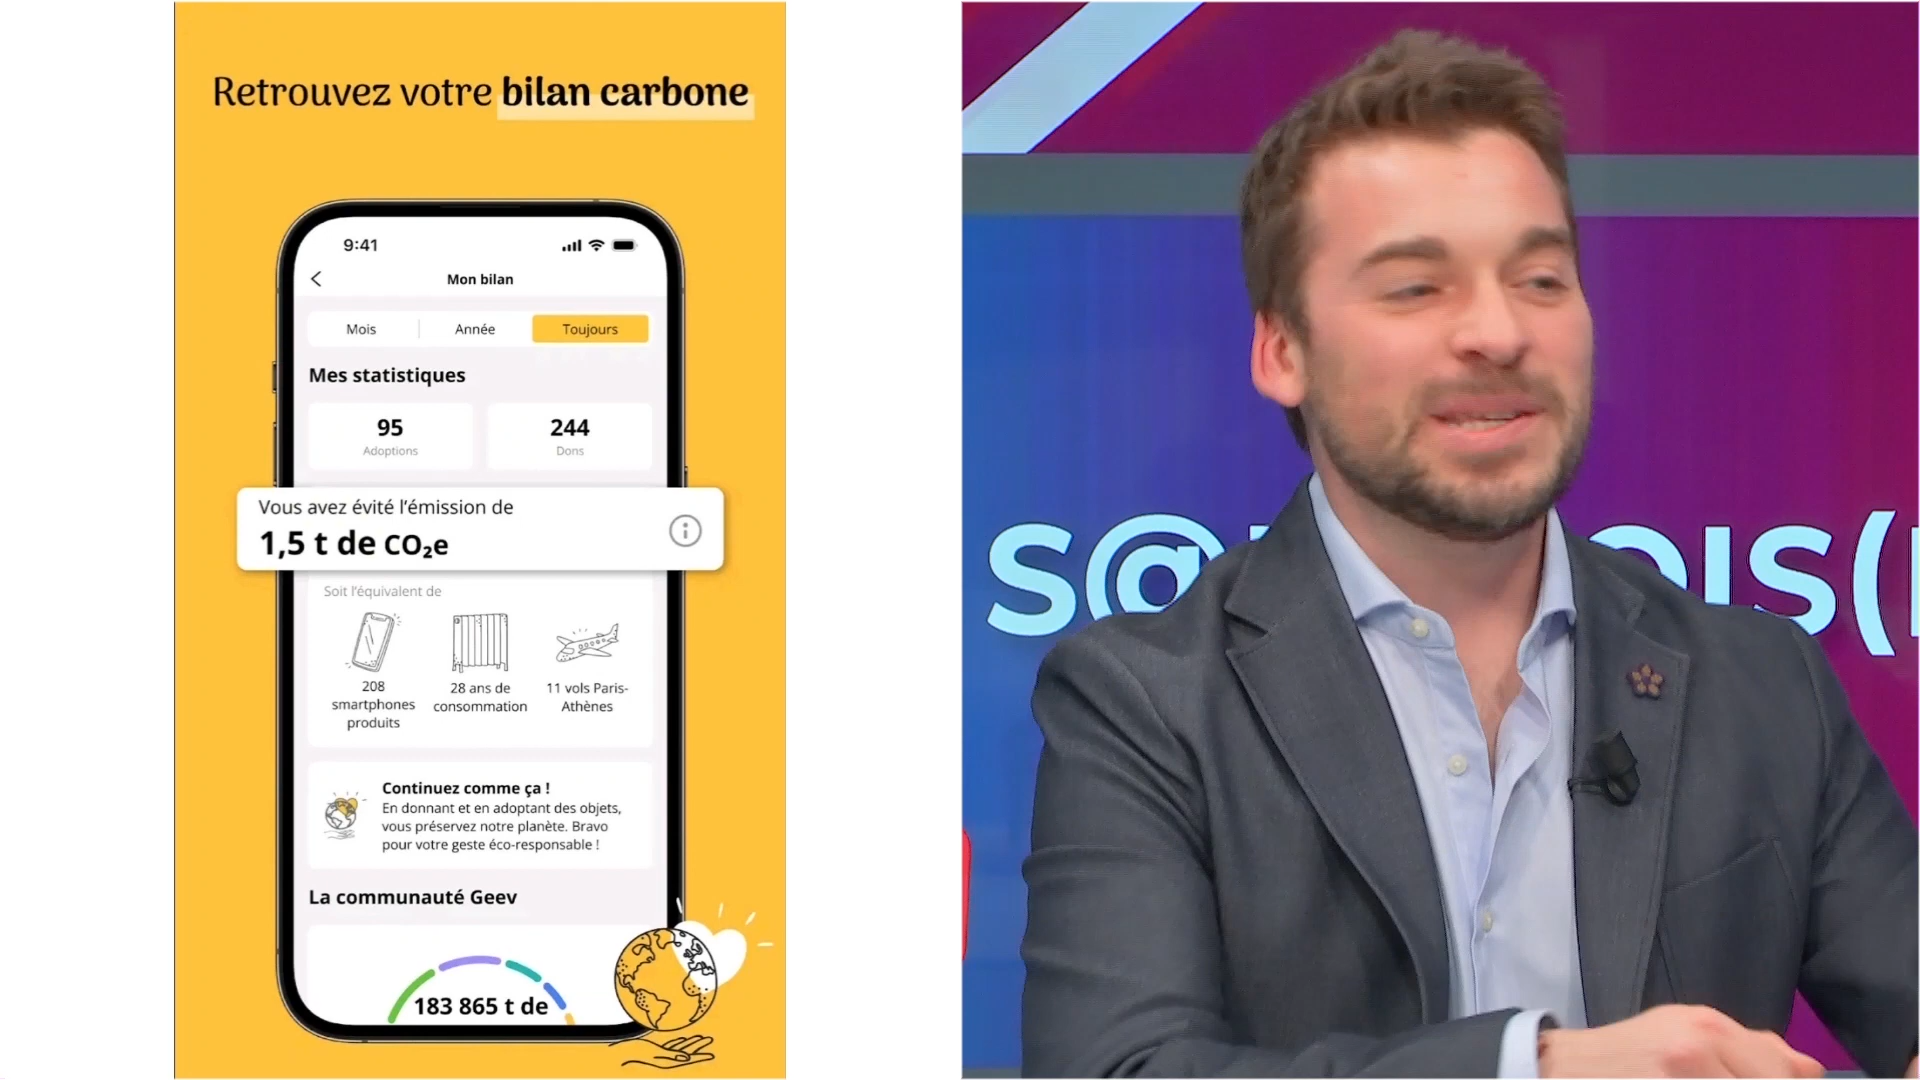 Retrouvez votre bilan carbone
9:41
Mon bilan
Mois Année Toujours
Mes statistiques
95 244
Adoptions Dons
Vous avez évité l'émission de
1,5 t de CO₂e
Soit l'équivalent de
208 smartphones produits
28 ans de consommation
11 vols Paris-Athènes
Continuez comme ça !
En donnant et en adoptant des objets,
vous préservez notre planète. Bravo
pour votre geste éco-responsable !
La communauté Geev
183 865 t de